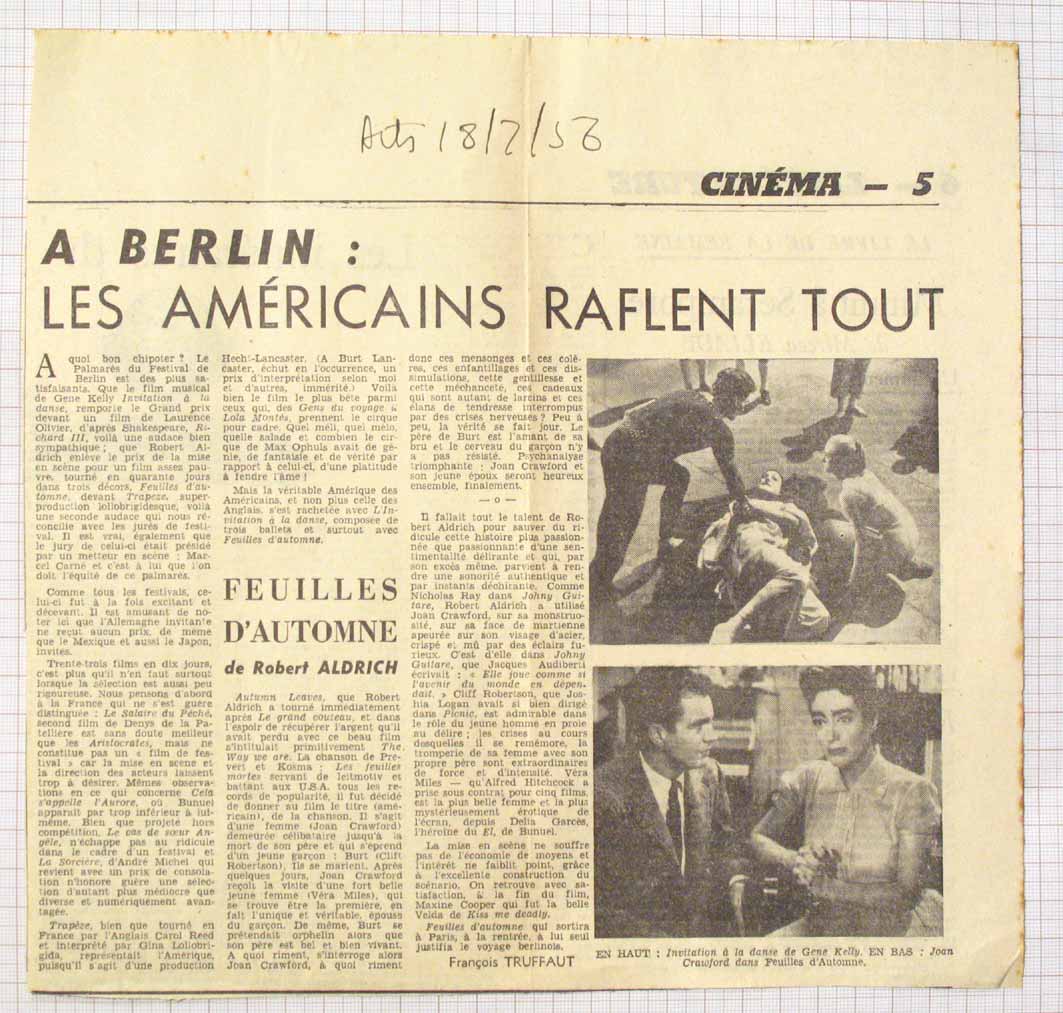 Arts 18/7/56
CINÉMA — 5
A BERLIN :
LES AMÉRICAINS RAFLENT TOUT
A quoi bon chipoter ? Le
Palmarès du Festival de
Berlin est des plus sa-
tisfaisants. Que le film musical
de Gene Kelly Invitation à la
danse, remporte le Grand prix
devant un film de Laurence
Olivier, d'après Shakespeare, Ri-
chard III, voilà une audace bien
sympathique ; que Robert Al-
drich enlève le prix de la mise
en scène pour un film assez pau-
vre, tourné en quarante jours
dans trois décors, Feuilles d'au-
tomne, devant Trapeze, super-
production lollobrigidesque, voilà
une seconde audace qui nous ré-
concilie avec les jurés de festi-
val. Il est vrai, également que
le jury de celui-ci était présidé
par un metteur en scène : Mar-
cel Carné et c'est à lui que l'on
doit l'équité de ce palmarès.
Comme tous les festivals, ce-
lui-ci fut à la fois excitant et
décevant. Il est amusant de no-
ter ici que l'Allemagne invitante
ne reçut aucun prix, de même
que le Mexique et aussi le Japon,
invités.
Trente-trois films en dix jours,
c'est plus qu'il n'en faut surtout
lorsque la sélection est aussi peu
rigoureuse. Nous pensons d'abord
à la France qui ne s'est guère
distinguée : Le Salaire du Péché,
second film de Denys de la Pa-
tellière est sans doute meilleur
que les Aristocrates, mais ne
constitue pas un « film de fes-
tival » car la mise en scène et
la direction des acteurs laissent
trop à désirer. Mêmes observa-
tions en ce qui concerne Cela
s'appelle l'Aurore, où Bunuel
apparaît par trop inférieur à lui-
même. Bien que projeté hors
compétition, Le cas de sœur An-
gèle, n'échappe pas au ridicule
dans le cadre d'un festival et
La Sorcière, d'André Michel qui
revient avec un prix de consola-
tion n'honore guère une sélec-
tion d'autant plus médiocre que
diverse et numériquement avan-
tagée.
Trapèze, bien que tourné en
France par l'Anglais Carol Reed
et interprété par Gina Lollobri-
gida, représentait l'Amérique,
puisqu'il s'agit d'une production
Hecht-Lancaster. (A Burt Lan-
caster, échut en l'occurrence, un
prix d'interprétation selon moi
et d'autres, immérité.) Voilà
bien le film le plus bête parmi
ceux qui, des Gens du voyage à
Lola Montès, prennent le cirque
pour cadre. Quel méli, quel mélo,
quelle salade et combien le cir-
que de Max Ophuls avait de gé-
nie, de fantaisie et de vérité par
rapport à celui-ci, d'une platitude
à fendre l'âme !
Mais la véritable Amérique des
Américains, et non plus celle des
Anglais, s'est rachetée avec L'In-
vitation à la danse, composée de
trois ballets et surtout avec
Feuilles d'automne.
FEUILLES
D'AUTOMNE
de Robert ALDRICH
Autumn Leaves, que Robert
Aldrich a tourné immédiatement
après Le grand couteau, et dans
l'espoir de récupérer l'argent qu'il
avait perdu avec ce beau film
s'intitulait primitivement The
Way we are. La chanson de Pre-
vert et Kosma : Les feuilles
mortes servant de leitmotiv et
battant aux U.S.A. tous les re-
cords de popularité, il fut décidé
de donner au film le titre (amé-
ricain), de la chanson. Il s'agit
d'une femme (Joan Crawford)
demeurée célibataire jusqu'à la
mort de son père et qui s'éprend
d'un jeune garçon : Burt (Clift
Robertson), Ils se marient. Après
quelques jours, Joan Crawford
reçoit la visite d'une fort belle
jeune femme (Véra Miles), qui
se trouve être la première, en
fait l'unique et véritable, épouse
du garçon. De même, Burt se
prétendait orphelin alors que
son père est bel et bien vivant.
A quoi riment, s'interroge alors
Joan Crawford, à quoi riment
donc ces mensonges et ces colè-
res, ces enfantillages et ces dis-
simulations, cette gentillesse et
cette méchanceté, ces cadeaux
qui sont autant de larcins et ces
élans de tendresse interrompus
par des crises nerveuses ? Peu à
peu, la vérité se fait jour. Le
père de Burt est l'amant de sa
bru et le cerveau du garçon n'y
a pas résisté. Psychanalyse
triomphante : Joan Crawford et
son jeune époux seront heureux
ensemble, finalement.
— o —
Il fallait tout le talent de Ro-
bert Aldrich pour sauver du ri-
dicule cette histoire plus passion-
née que passionnante d'une sen-
timentalité délirante et qui, par
son excès même, parvient à ren-
dre une sonorité authentique et
par instants déchirante. Comme
Nicholas Ray dans Johny Gui-
tare, Robert Aldrich a utilisé
Joan Crawford, sur sa monstruo-
sité, sur sa face de martienne
apeurée sur son visage d'acier,
crispé et mû par des éclairs fu-
rieux. C'est d'elle dans Johny
Guitare, que Jacques Audiberti
écrivait : « Elle joue comme si
l'avenir du monde en dépen-
dait. » Cliff Robertson, que Jos-
hia Logan avait si bien dirigé
dans Picnic, est admirable dans
le rôle du jeune homme en proie
au délire ; les crises au cours
desquelles il se remémore, la
tromperie de sa femme avec son
propre père sont extraordinaires
de force et d'intensité. Véra
Miles — qu'Alfred Hitchcock a
prise sous contrat pour cinq films,
est la plus belle femme et la plus
mystérieusement érotique de
l'écran, depuis Delia Garcès,
l'héroïne du El, de Bunuel.
La mise en scène ne souffre
pas de l'économie de moyens et
l'intérêt ne faiblit point, grâce
à l'excellente construction du
scénario. On retrouve avec sa-
tisfaction, à la fin du film,
Maxine Cooper qui fut la belle
Velda de Kiss me deadly.
Feuilles d'automne qui sortira
à Paris, à la rentrée, à lui seul
justifia le voyage berlinois.
François TRUFFAUT
EN HAUT : Invitation à la danse de Gene Kelly. EN BAS : Joan
Crawford dans Feuilles d'Automne.